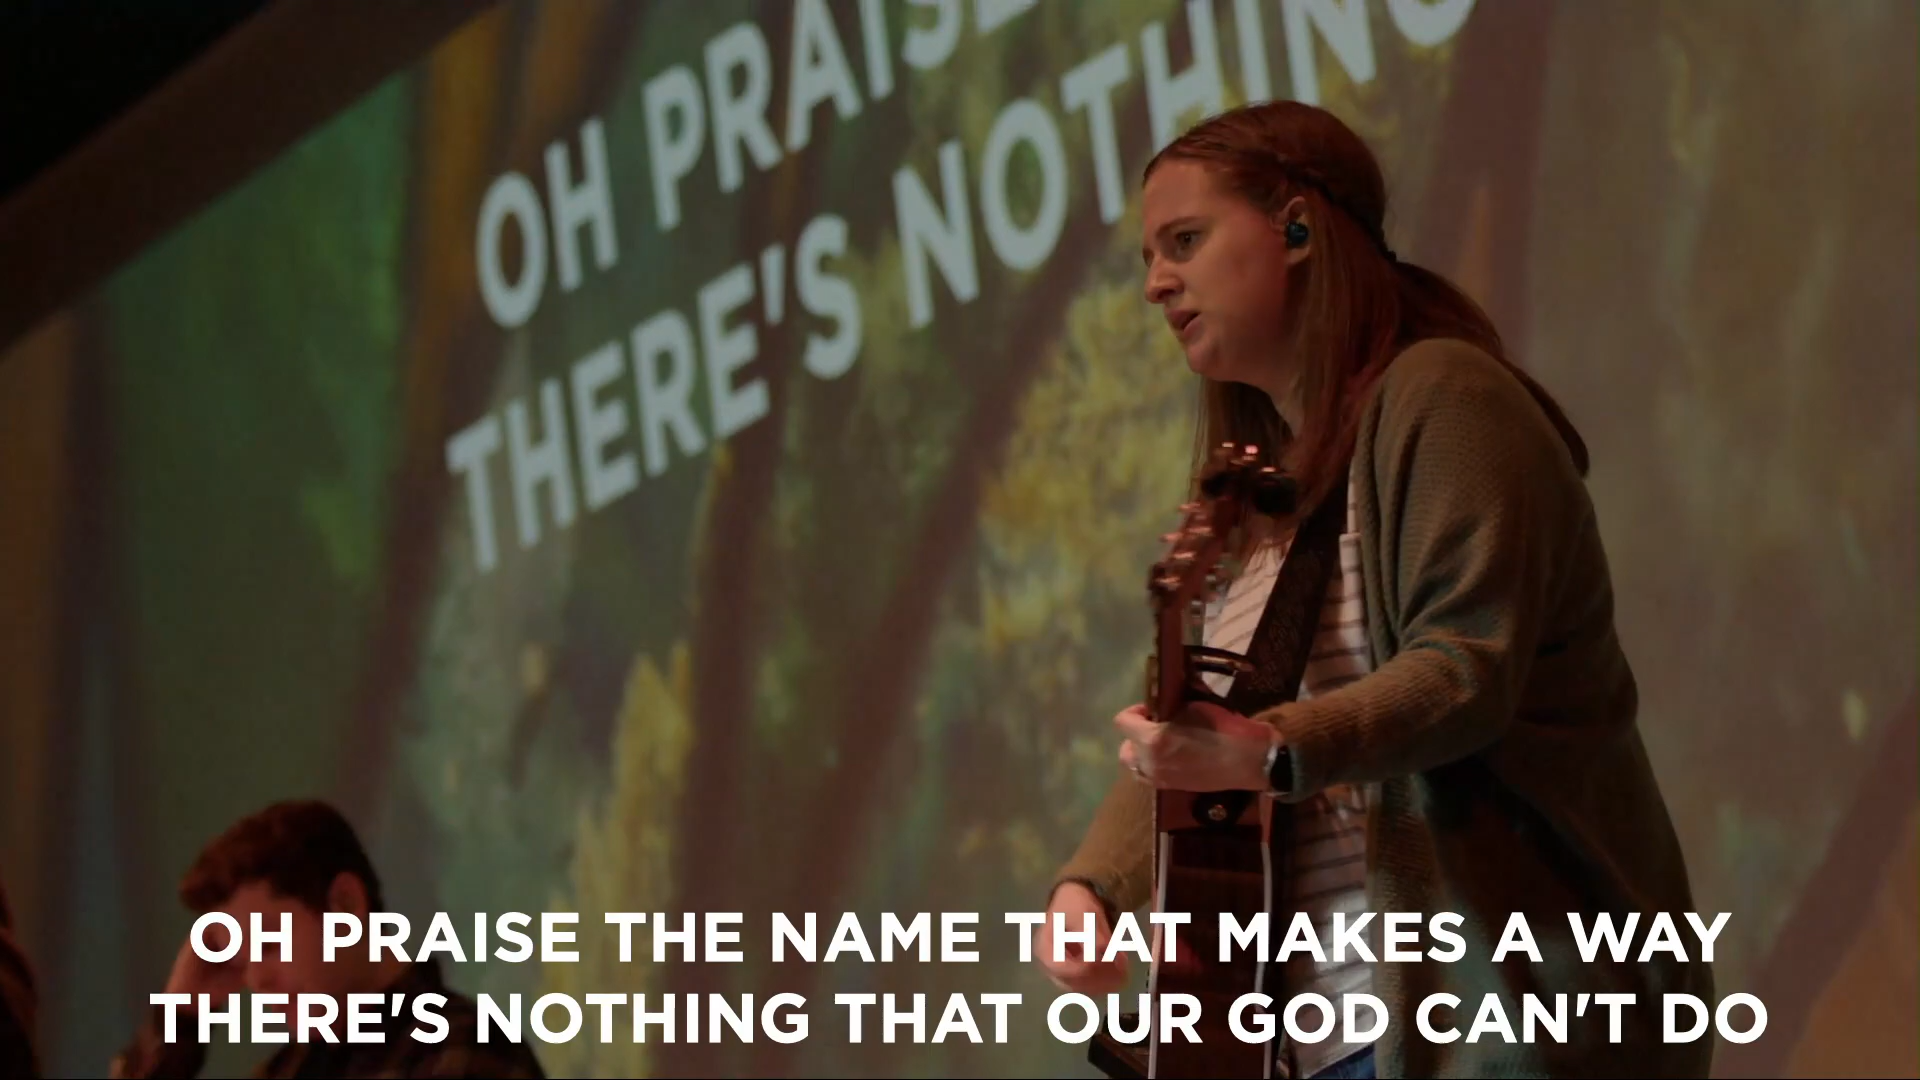 OH PRAISE
THERE'S NOTHING
OH PRAISE THE NAME THAT MAKES A WAY
THERE'S NOTHING THAT OUR GOD CAN'T DO